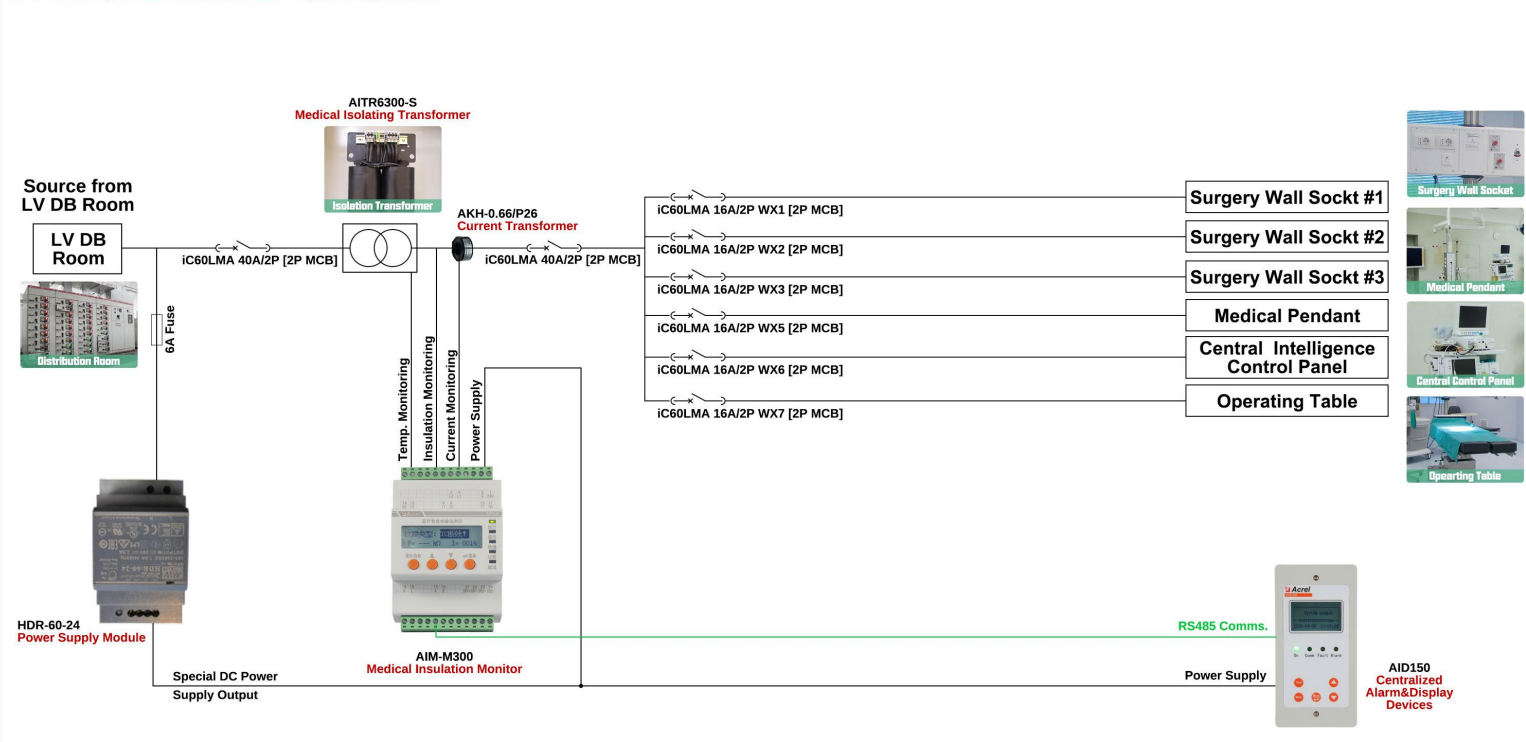 AITR6300-S
Medical Isolating Transformer
Isolation Transformer
Source from
LV DB Room
LV DB
Room
Distribution Room
iC60LMA 40A/2P [2P MCB]
AKH-0.66/P26
Current Transformer
iC60LMA 40A/2P [2P MCB]
6A Fuse
Temp. Monitoring
Insulation Monitoring
Current Monitoring
Power Supply
iC60LMA 16A/2P WX1 [2P MCB]
Surgery Wall Sockt #1
iC60LMA 16A/2P WX2 [2P MCB]
Surgery Wall Sockt #2
iC60LMA 16A/2P WX3 [2P MCB]
Surgery Wall Sockt #3
iC60LMA 16A/2P WX5 [2P MCB]
Medical Pendant
iC60LMA 16A/2P WX6 [2P MCB]
Central Intelligence
Control Panel
iC60LMA 16A/2P WX7 [2P MCB]
Operating Table
Surgery Wall Socket
Medical Pendant
Central Control Panel
Opearting Table
HDR-60-24
HDR-60-24
Power Supply Module
AIM-M300
Medical Insulation Monitor
Special DC Power
Supply Output
RS485 Comms.
Power Supply
Acrel
On Comm Fault Alarm
AID150
Centralized
Alarm&Display
Devices